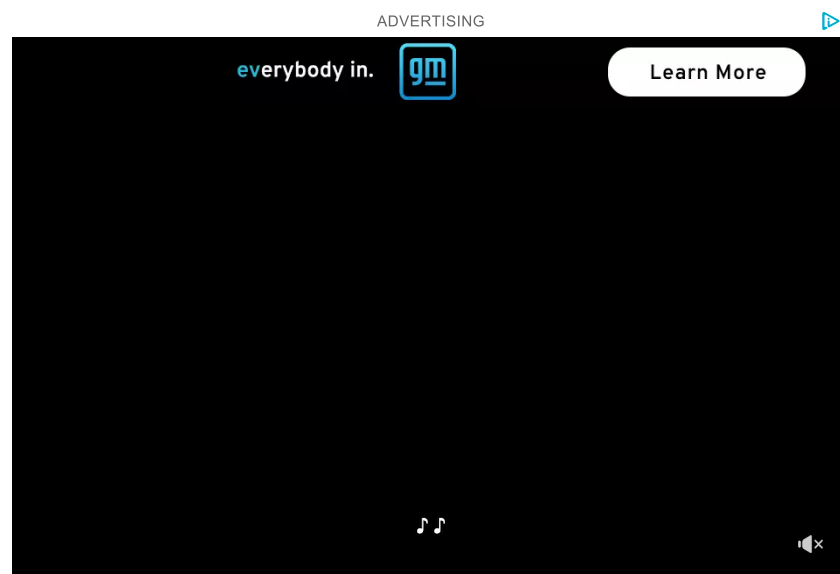 ADVERTISING
everybody in.
gm
Learn More
♪ ♪